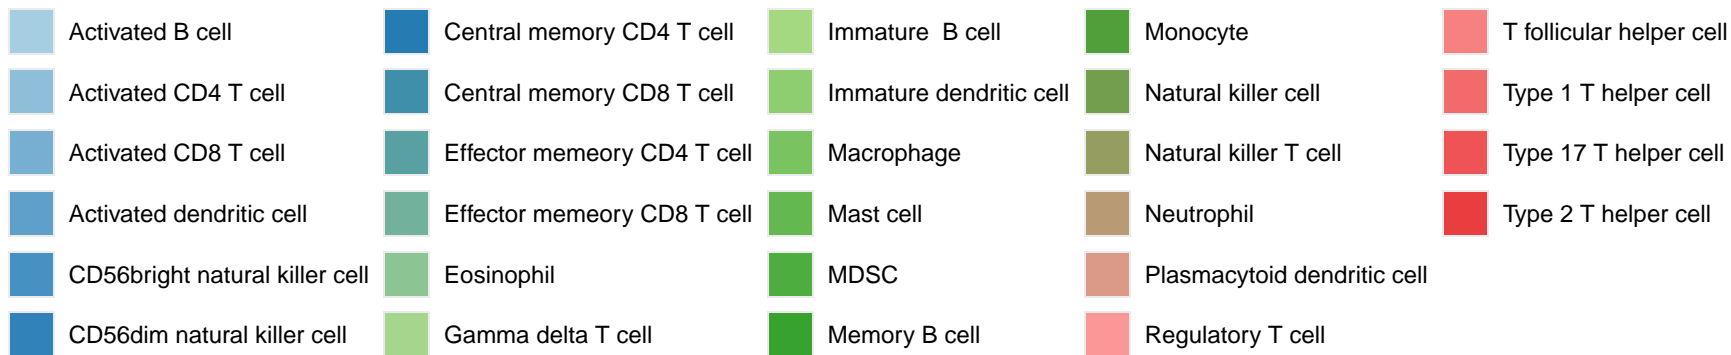 Activated B cell
Activated CD4 T cell
Activated CD8 T cell
Activated dendritic cell
CD56bright natural killer cell
CD56dim natural killer cell
Central memory CD4 T cell
Central memory CD8 T cell
Effector memeory CD4 T cell
Effector memeory CD8 T cell
Eosinophil
Gamma delta T cell
Immature  B cell
Immature dendritic cell
Macrophage
Mast cell
MDSC
Memory B cell
Monocyte
Natural killer cell
Natural killer T cell
Neutrophil
Plasmacytoid dendritic cell
Regulatory T cell
T follicular helper cell
Type 1 T helper cell
Type 17 T helper cell
Type 2 T helper cell